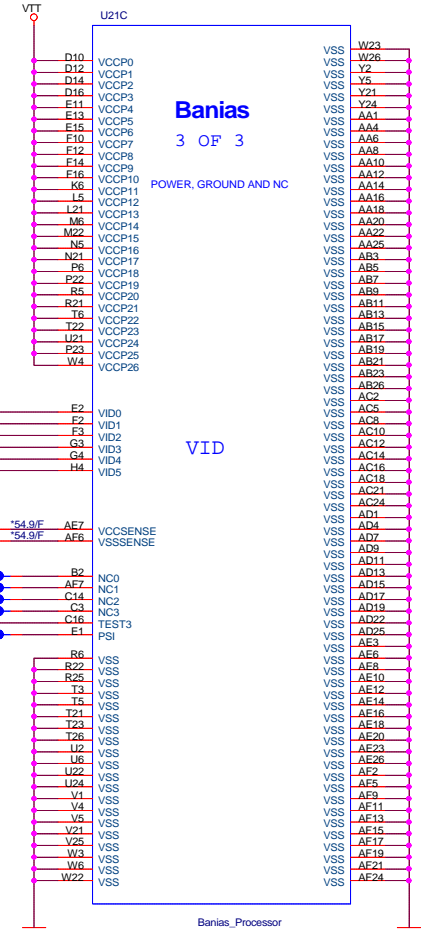 VTT
U21C
Banias
3 OF 3
POWER, GROUND AND NC
VID
D10 VCCP0
D12 VCCP1
D14 VCCP2
D16 VCCP3
E11 VCCP4
E13 VCCP5
E15 VCCP6
F10 VCCP7
F12 VCCP8
F14 VCCP9
F16 VCCP10
K6 VCCP11
L5 VCCP12
L21 VCCP13
M6 VCCP14
M22 VCCP15
N5 VCCP16
N21 VCCP17
P6 VCCP18
P22 VCCP19
R5 VCCP20
R21 VCCP21
T6 VCCP22
T22 VCCP23
U21 VCCP24
P23 VCCP25
W4 VCCP26
E2 VID0
F2 VID1
F3 VID2
G3 VID3
G4 VID4
H4 VID5
*54.9/F AE7 VCCSENSE
*54.9/F AF6 VSSSENSE
B2 NC0
AF7 NC1
C14 NC2
C3 NC3
C16 TEST3
E1 PSI
R6 VSS
R22 VSS
R25 VSS
T3 VSS
T5 VSS
T21 VSS
T23 VSS
T26 VSS
U2 VSS
U6 VSS
U22 VSS
U24 VSS
V1 VSS
V4 VSS
V5 VSS
V21 VSS
V25 VSS
W3 VSS
W6 VSS
W22 VSS
VSS W23
VSS W26
VSS Y2
VSS Y5
VSS Y21
VSS Y24
VSS AA1
VSS AA4
VSS AA6
VSS AA8
VSS AA10
VSS AA12
VSS AA14
VSS AA16
VSS AA18
VSS AA20
VSS AA22
VSS AA25
VSS AB3
VSS AB5
VSS AB7
VSS AB9
VSS AB11
VSS AB13
VSS AB15
VSS AB17
VSS AB19
VSS AB21
VSS AB23
VSS AB26
VSS AC2
VSS AC5
VSS AC8
VSS AC10
VSS AC12
VSS AC14
VSS AC16
VSS AC18
VSS AC21
VSS AC24
VSS AD1
VSS AD4
VSS AD7
VSS AD9
VSS AD11
VSS AD13
VSS AD15
VSS AD17
VSS AD19
VSS AD22
VSS AD25
VSS AE3
VSS AE6
VSS AE8
VSS AE10
VSS AE12
VSS AE14
VSS AE16
VSS AE18
VSS AE20
VSS AE23
VSS AE26
VSS AF2
VSS AF5
VSS AF9
VSS AF11
VSS AF13
VSS AF15
VSS AF17
VSS AF19
VSS AF21
VSS AF24
Banias_Processor